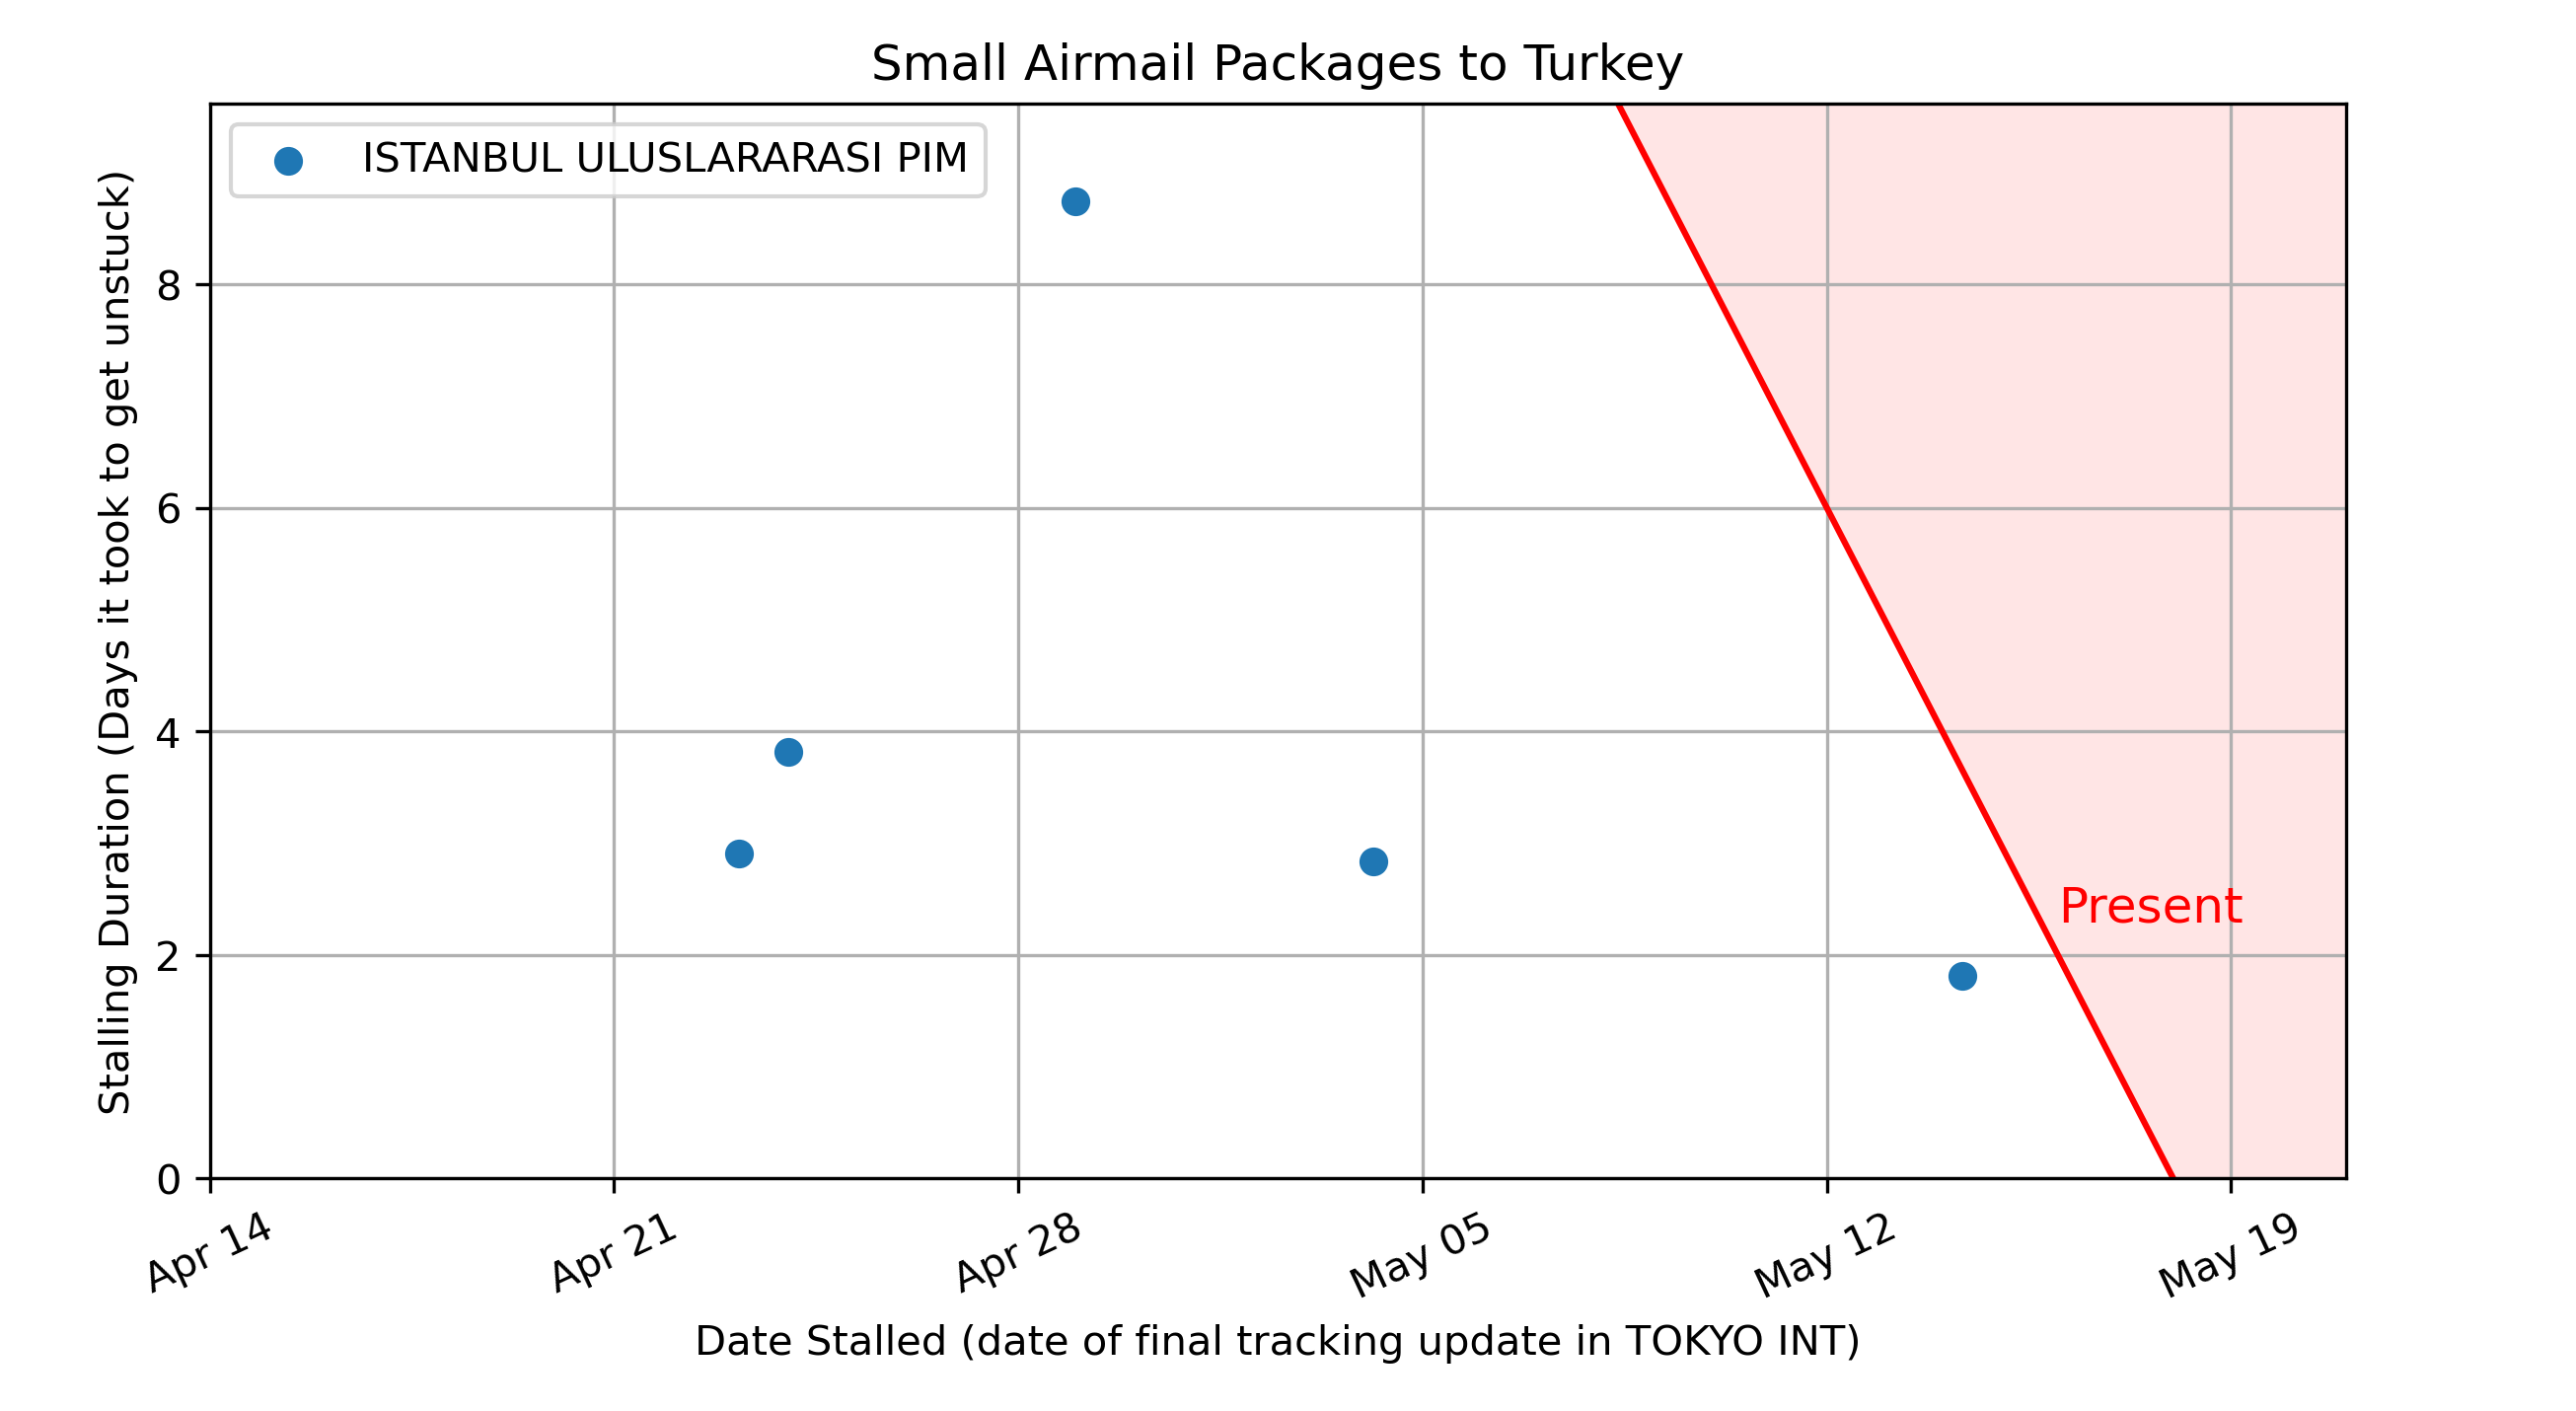 Small Airmail Packages to Turkey
ISTANBUL ULUSLARARASI PIM
Stalling Duration (Days it took to get unstuck)
8
6
4
2
0
Present
Apr 14
Apr 21
Apr 28
May 05
May 12
May 19
Date Stalled (date of final tracking update in TOKYO INT)